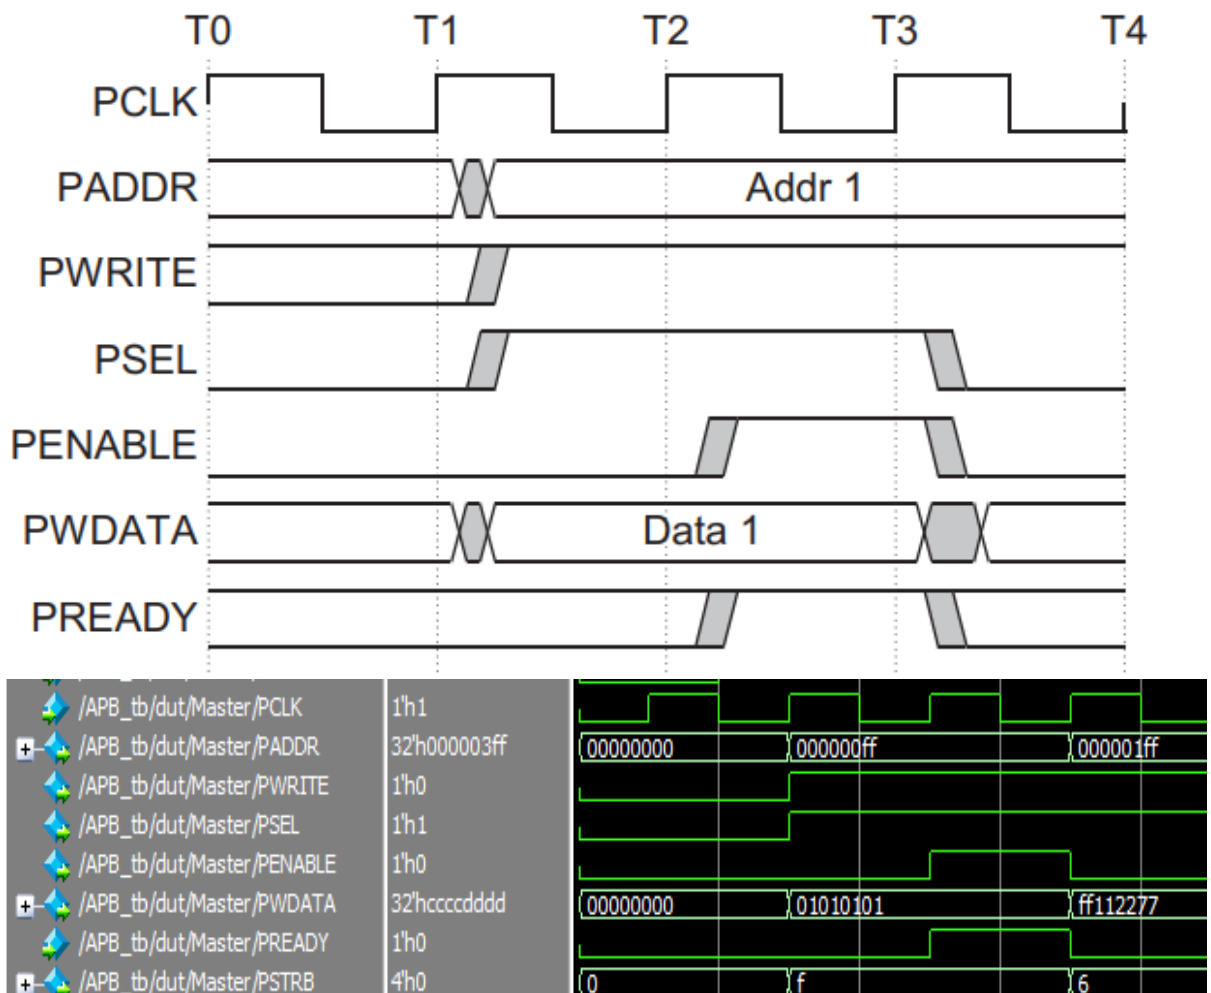 T0 T1 T2 T3 T4
PCLK
PADDR Addr 1
PWRITE
PSEL
PENABLE
PWDATA Data 1
PREADY
/APB_tb/dut/Master/PCLK 1'h1
/APB_tb/dut/Master/PADDR 32'h000003ff 00000000 000000ff 000001ff
/APB_tb/dut/Master/PWRITE 1'h0
/APB_tb/dut/Master/PSEL 1'h1
/APB_tb/dut/Master/PENABLE 1'h0
/APB_tb/dut/Master/PWDATA 32'hccccdddd 00000000 01010101 ff112277
/APB_tb/dut/Master/PREADY 1'h0
/APB_tb/dut/Master/PSTRB 4'h0 0 f 6